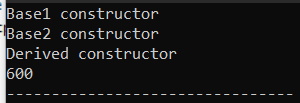 Base1 constructor
Base2 constructor
Derived constructor
600
--------------------------------